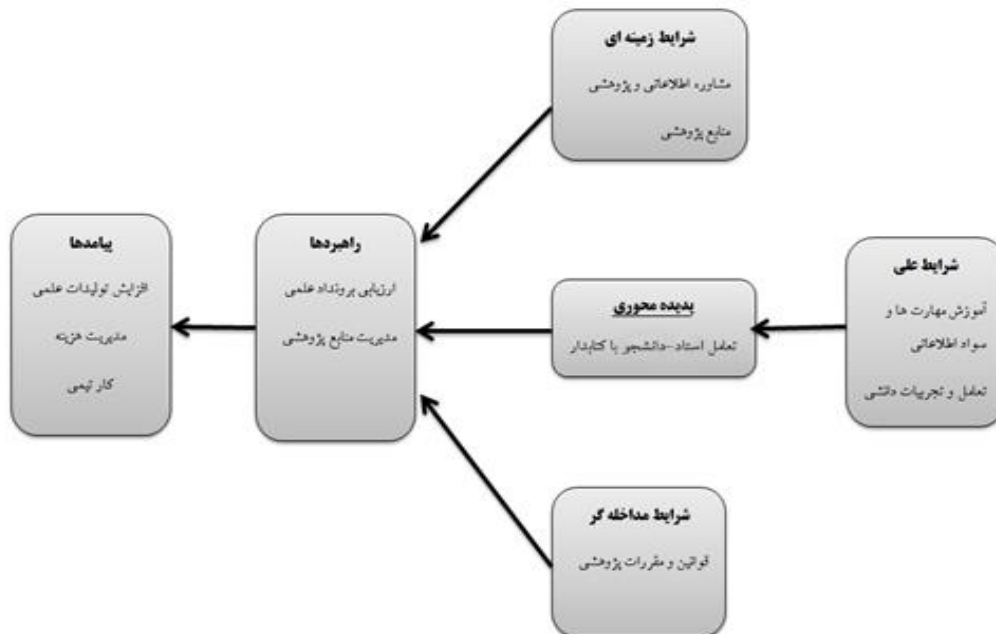 شرایط زمینه ای
مشاوره اطلاعاتی و پژوهشی
منابع پژوهشی
شرایط علی
آموزش مهارت ها و
سواد اطلاعاتی
تعامل و تجربیات دانشی
پدیده محوری
تعامل استاد-دانشجو با کتابدار
راهبردها
ارزیابی برونداد علمی
مدیریت منابع پژوهشی
پیامدها
افزایش تولیدات علمی
مدیریت هزینه
کار تیمی
شرایط مداخله گر
قوانین و مقررات پژوهشی